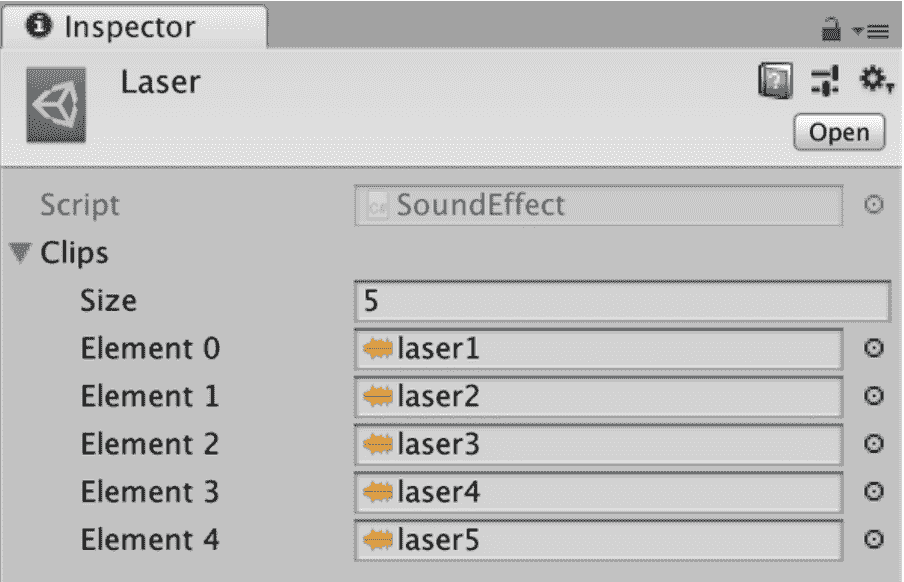 Inspector
Laser
Open
Script SoundEffect
Clips
Size 5
Element 0 laser1
Element 1 laser2
Element 2 laser3
Element 3 laser4
Element 4 laser5